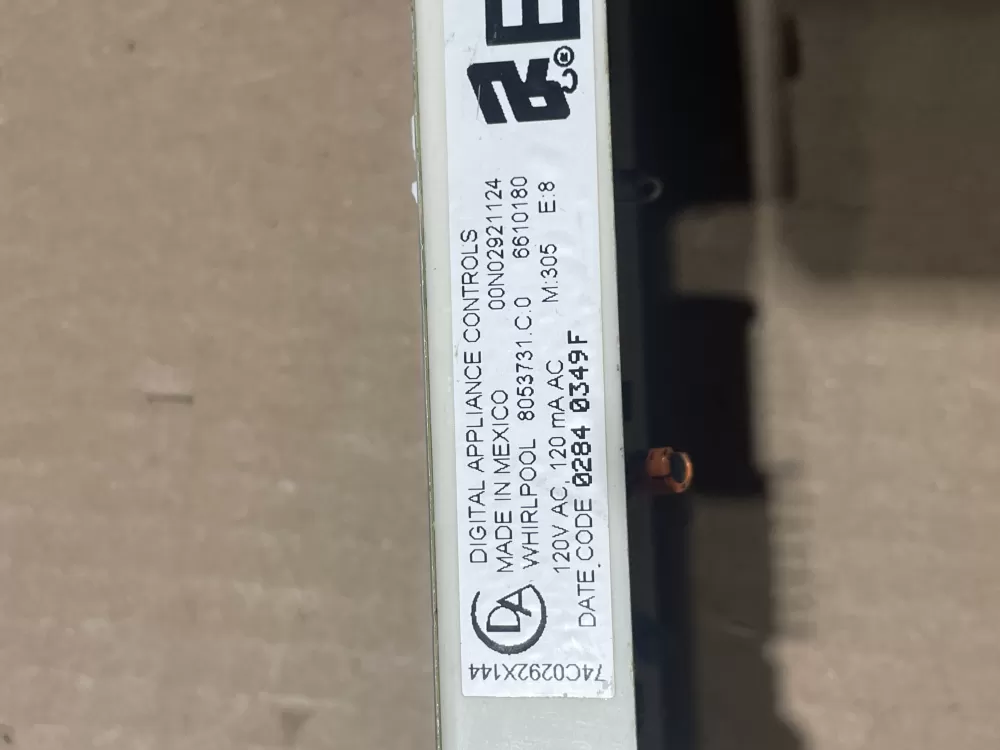 DIGITAL APPLIANCE CONTROLS
MADE IN MEXICO 00N02921124
WHIRLPOOL 8053731.C.0 6610180
120V AC, 120 mA AC M:305 E:8
DATE CODE 0284 0349F
DA
74C0292X144